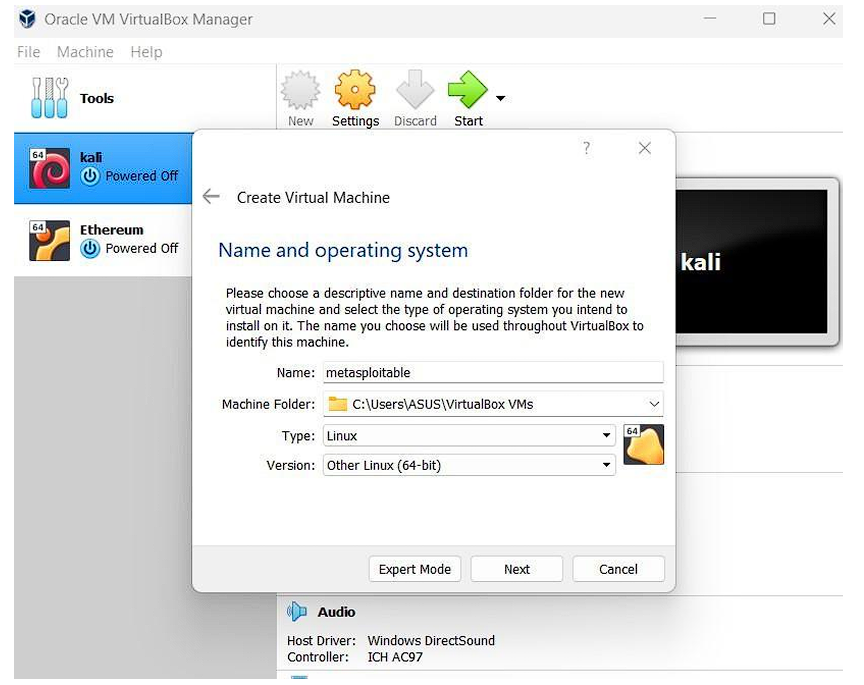 Oracle VM VirtualBox Manager
File Machine Help
Tools
New Settings Discard Start
64 kali
Powered Off
64 Ethereum
Powered Off
?
Create Virtual Machine
Name and operating system
Please choose a descriptive name and destination folder for the new
virtual machine and select the type of operating system you intend to
install on it. The name you choose will be used throughout VirtualBox to
identify this machine.
Name: metasploitable
Machine Folder: C:\Users\ASUS\VirtualBox VMs
Type: Linux
64
Version: Other Linux (64-bit)
Expert Mode Next Cancel
kali
Audio
Host Driver: Windows DirectSound
Controller: ICH AC97